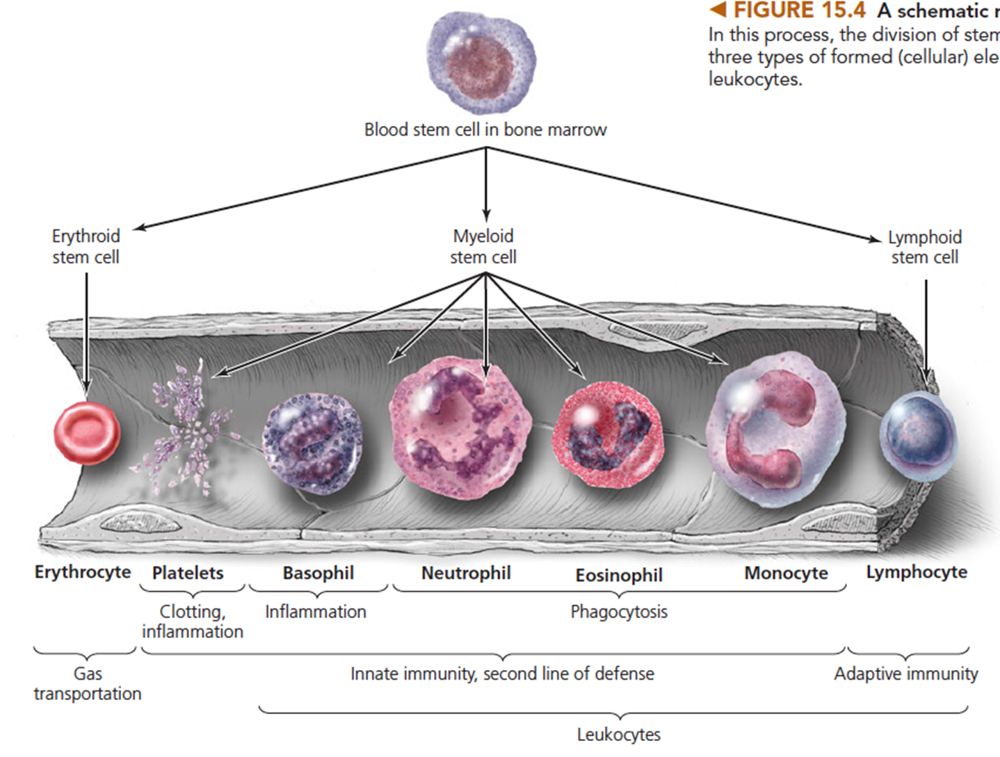 ◄ FIGURE 15.4 A schematic
In this process, the division of stem
three types of formed (cellular) ele
leukocytes.
Blood stem cell in bone marrow
Erythroid
stem cell
Myeloid
stem cell
Lymphoid
stem cell
Erythrocyte Platelets Basophil Neutrophil Eosinophil Monocyte Lymphocyte
Clotting,
inflammation
Inflammation
Phagocytosis
Gas
transportation
Innate immunity, second line of defense
Adaptive immunity
Leukocytes